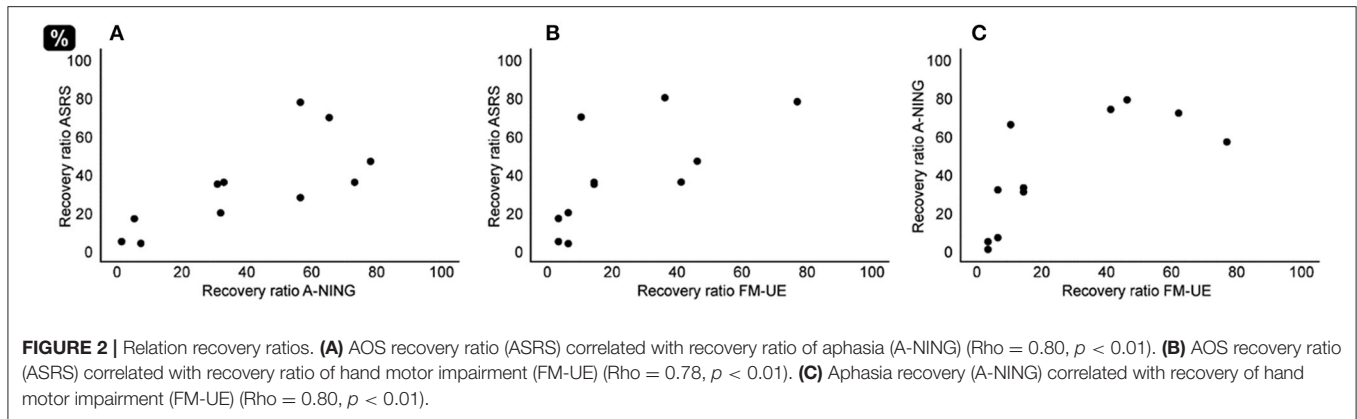 %
A
Recovery ratio ASRS
100
80
60
40
20
0
0 20 40 60 80 100
Recovery ratio A-NING
B
Recovery ratio ASRS
100
80
60
40
20
0
0 20 40 60 80 100
Recovery ratio FM-UE
C
Recovery ratio A-NING
100
80
60
40
20
0
0 20 40 60 80 100
Recovery ratio FM-UE
FIGURE 2 | Relation recovery ratios. (A) AOS recovery ratio (ASRS) correlated with recovery ratio of aphasia (A-NING) (Rho = 0.80, p < 0.01). (B) AOS recovery ratio
(ASRS) correlated with recovery ratio of hand motor impairment (FM-UE) (Rho = 0.78, p < 0.01). (C) Aphasia recovery (A-NING) correlated with recovery of hand
motor impairment (FM-UE) (Rho = 0.80, p < 0.01).